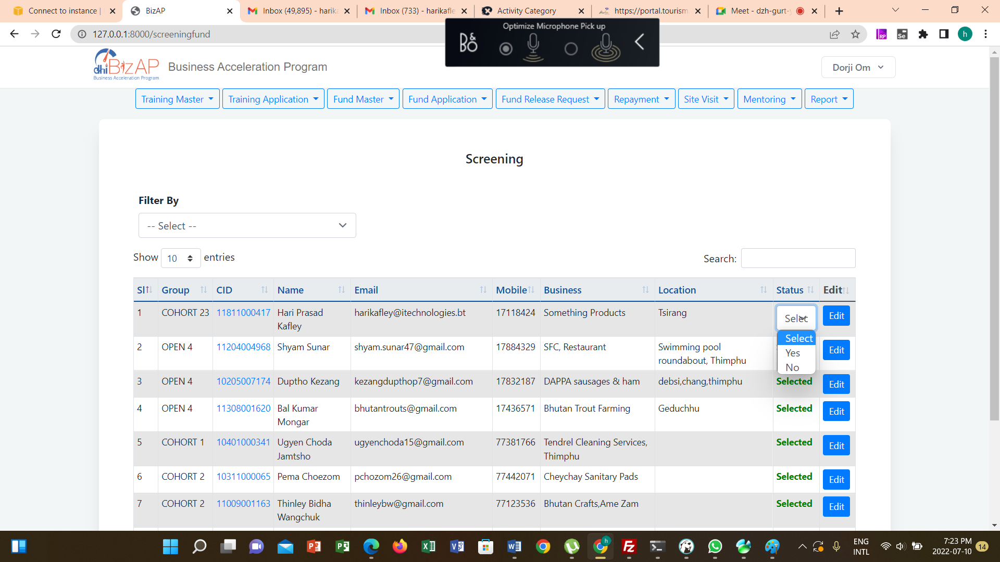 Connect to instance |
BizAP
Inbox (49,895) - harika
Inbox (733) - harikafle
Activity Category
https://portal.tourism.
Meet - dzh-gurt-
127.0.0.1:8000/screeningfund
Optimize Microphone Pick up
B&O
RP
Se
h
dhi BizAP
Business Acceleration Program
Business Acceleration Program
Dorji Om
Training Master
Training Application
Fund Master
Fund Application
Fund Release Request
Repayment
Site Visit
Mentoring
Report
Screening
Filter By
-- Select --
Show 10 entries
Search:
Sl Group CID Name Email Mobile Business Location Status Edit
1 COHORT 23 11811000417 Hari Prasad harikafley@itechnologies.bt 17118424 Something Products Tsirang Selec Edit
Kafley
Select
Yes
No
2 OPEN 4 11204004968 Shyam Sunar shyam.sunar47@gmail.com 17884329 SFC, Restaurant Swimming pool Edit
roundabout, Thimphu
3 OPEN 4 10205007174 Duptho Kezang kezangdupthop7@gmail.com 17832187 DAPPA sausages & ham debsi,chang,thimphu Selected Edit
4 OPEN 4 11308001620 Bal Kumar bhutantrouts@gmail.com 17436571 Bhutan Trout Farming Geduchhu Selected Edit
Mongar
5 COHORT 1 10401000341 Ugyen Choda ugyenchoda15@gmail.com 77381766 Tendrel Cleaning Services, Selected Edit
Jamtsho Thimphu
6 COHORT 2 10311000065 Pema Choezom pchozom26@gmail.com 77442071 Cheychay Sanitary Pads Selected Edit
7 COHORT 2 11009001163 Thinley Bidha thinleybw@gmail.com 77123536 Bhutan Crafts,Ame Zam Selected Edit
Wangchuk
h
ENG
INTL
7:23 PM
2022-07-10
14